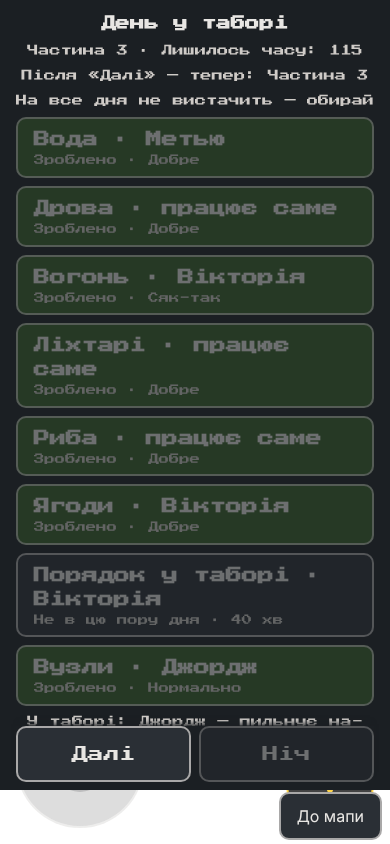 День у таборі
Частина 3 · Лишилось часу: 115
Після «Далі» — тепер: Частина 3
На все дня не вистачить — обирай
Вода · Метью
Зроблено · Добре
Дрова · працює саме
Зроблено · Добре
Вогонь · Вікторія
Зроблено · Сяк-так
Ліхтарі · працює
саме
Зроблено · Добре
Риба · працює саме
Зроблено · Добре
Ягоди · Вікторія
Зроблено · Добре
Порядок у таборі ·
Вікторія
Не в цю пору дня · 40 хв
Вузли · Джордж
Зроблено · Нормально
У таборі: Джордж — пильнує на-
Далі
Ніч
До мапи